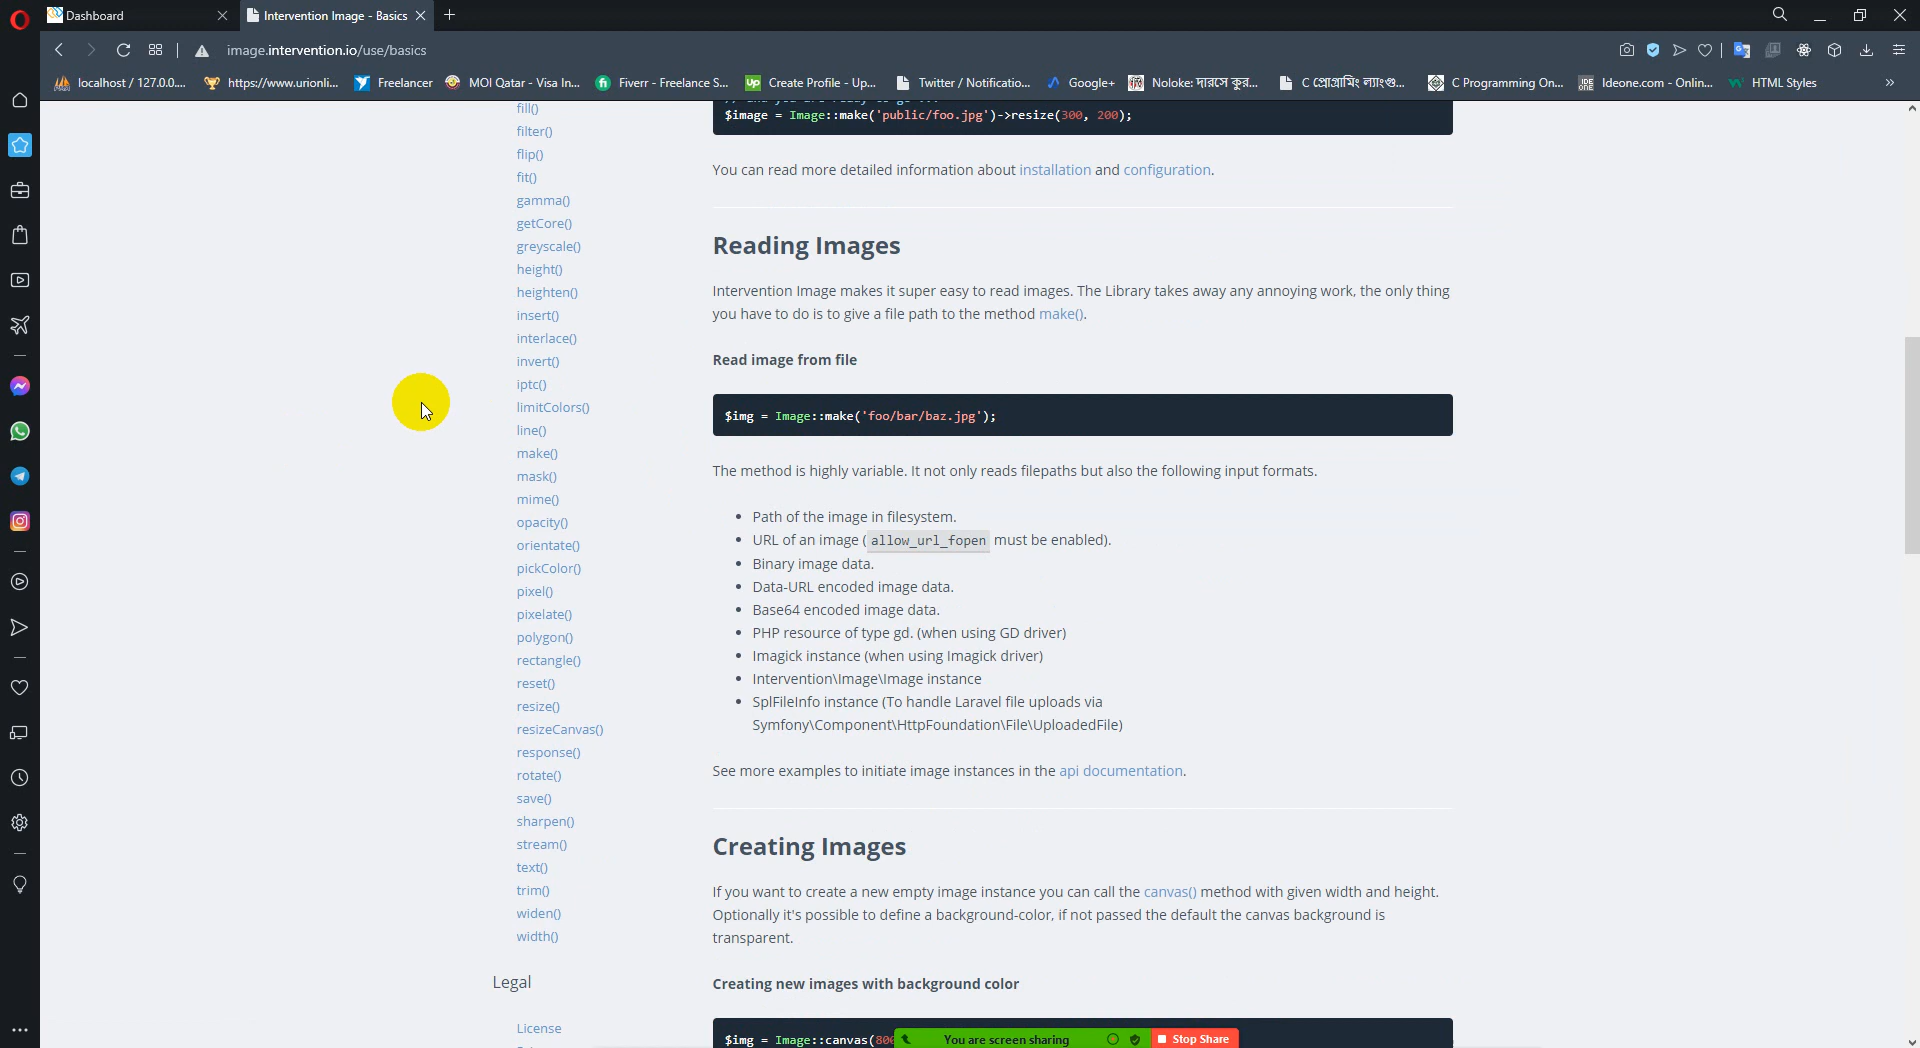 Dashboard
Intervention Image - Basics
image.intervention.io/use/basics
localhost / 127.0.0...
https://www.urionli...
Freelancer
MOI Qatar - Visa In...
Fiverr - Freelance S...
Up
Create Profile - Up...
Twitter / Notificatio...
Google+
Noloke: দারসে কুর...
C প্রোগ্রামিং ল্যাংগু...
C Programming On...
Ideone.com - Onlin...
HTML Styles
fill()
filter()
flip()
fit()
gamma()
getCore()
greyscale()
height()
heighten()
insert()
interlace()
invert()
iptc()
limitColors()
line()
make()
mask()
mime()
opacity()
orientate()
pickColor()
pixel()
pixelate()
polygon()
rectangle()
reset()
resize()
resizeCanvas()
response()
rotate()
save()
sharpen()
stream()
text()
trim()
widen()
width()
Legal
License
$image = Image::make('public/foo.jpg')->resize(300, 200);
You can read more detailed information about installation and configuration.
Reading Images
Intervention Image makes it super easy to read images. The Library takes away any annoying work, the only thing
you have to do is to give a file path to the method make().
Read image from file
$img = Image::make('foo/bar/baz.jpg');
The method is highly variable. It not only reads filepaths but also the following input formats.
• Path of the image in filesystem.
• URL of an image ( allow_url_fopen must be enabled).
• Binary image data.
• Data-URL encoded image data.
• Base64 encoded image data.
• PHP resource of type gd. (when using GD driver)
• Imagick instance (when using Imagick driver)
• Intervention\Image\Image instance
• SplFileInfo instance (To handle Laravel file uploads via
Symfony\Component\HttpFoundation\File\UploadedFile)
See more examples to initiate image instances in the api documentation.
Creating Images
If you want to create a new empty image instance you can call the canvas() method with given width and height.
Optionally it's possible to define a background-color, if not passed the default the canvas background is
transparent.
Creating new images with background color
$img = Image::canvas(800
You are screen sharing
Stop Share